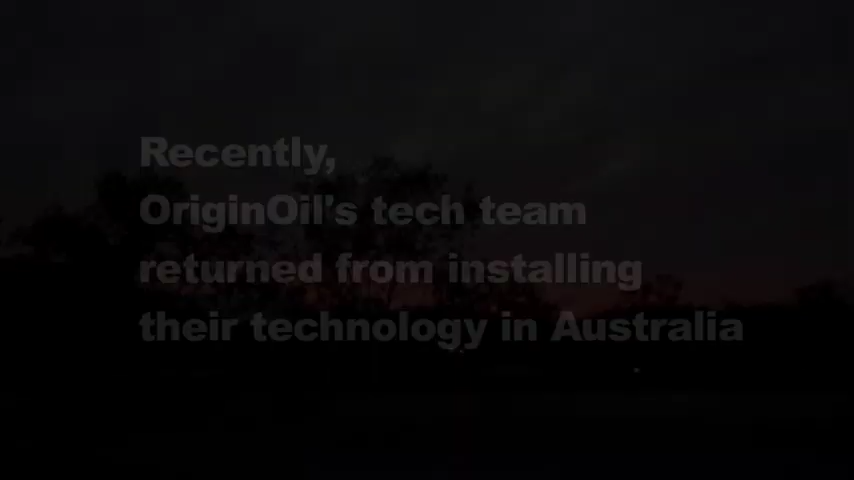 Recently,
OriginOil's tech team
returned from installing
their technology in Australia